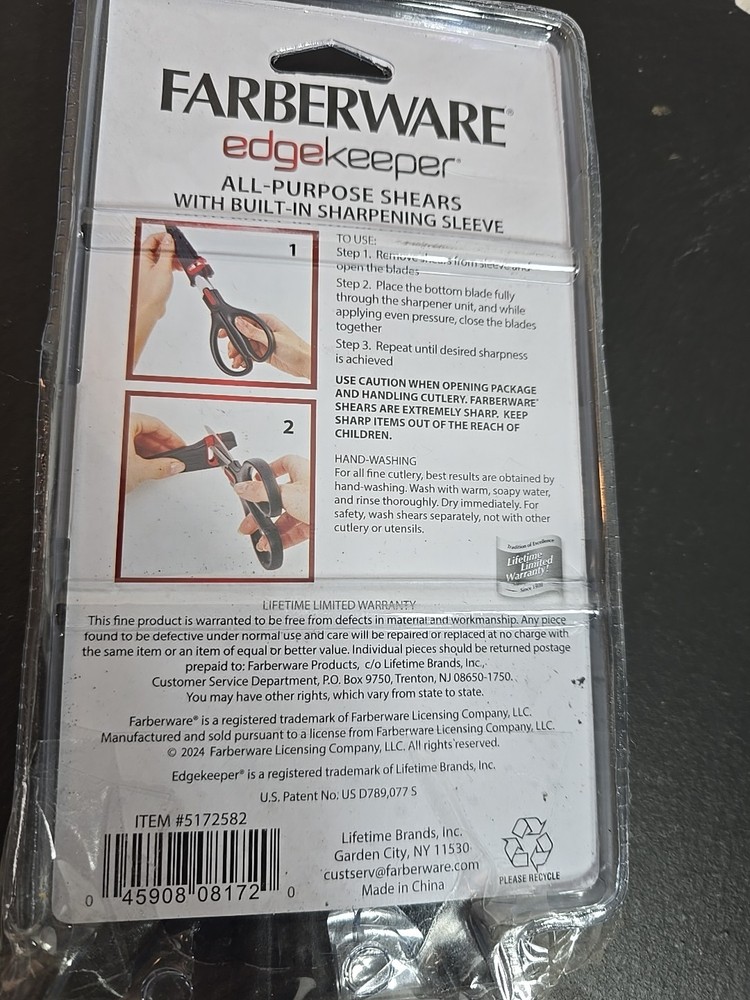 FARBERWARE®
edgekeeper®
ALL-PURPOSE SHEARS
WITH BUILT-IN SHARPENING SLEEVE
1
TO USE:
Step 1. Remove shears from sleeve and
open the blades
Step 2. Place the bottom blade fully
through the sharpener unit, and while
applying even pressure, close the blades
together
Step 3. Repeat until desired sharpness
is achieved
2
USE CAUTION WHEN OPENING PACKAGE
AND HANDLING CUTLERY. FARBERWARE®
SHEARS ARE EXTREMELY SHARP. KEEP
SHARP ITEMS OUT OF THE REACH OF
CHILDREN.
HAND-WASHING
For all fine cutlery, best results are obtained by
hand-washing. Wash with warm, soapy water,
and rinse thoroughly. Dry immediately. For
safety, wash shears separately, not with other
cutlery or utensils.
Tradition of Excellence
Lifetime
Limited
Warranty!
Since 1900
LIFETIME LIMITED WARRANTY
This fine product is warranted to be free from defects in material and workmanship. Any piece
found to be defective under normal use and care will be repaired or replaced at no charge with
the same item or an item of equal or better value. Individual pieces should be returned postage
prepaid to: Farberware Products, c/o Lifetime Brands, Inc.,
Customer Service Department, P.O. Box 9750, Trenton, NJ 08650-1750.
You may have other rights, which vary from state to state.
Farberware® is a registered trademark of Farberware Licensing Company, LLC.
Manufactured and sold pursuant to a license from Farberware Licensing Company, LLC.
© 2024 Farberware Licensing Company, LLC. All rights reserved.
Edgekeeper® is a registered trademark of Lifetime Brands, Inc.
U.S. Patent No. US D789,077 S
ITEM #5172582
0 45908 08172 0
Lifetime Brands, Inc.
Garden City, NY 11530
custserv@farberware.com
Made in China
PLEASE RECYCLE